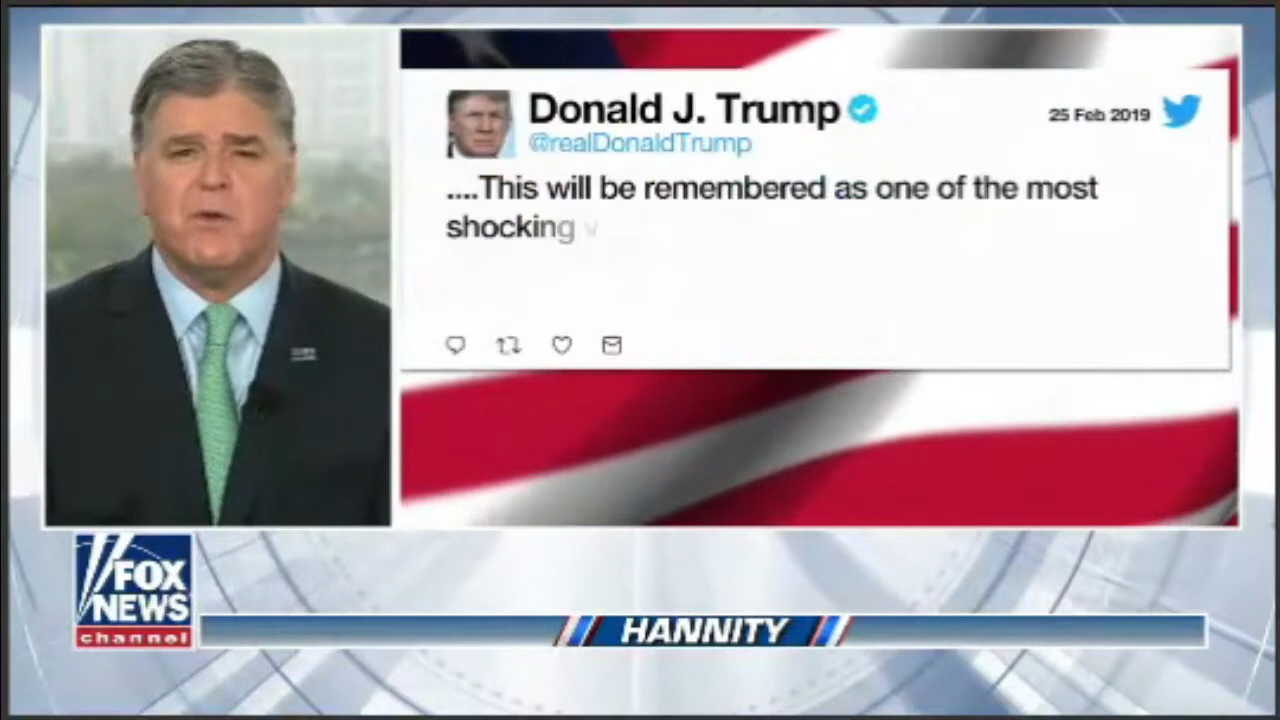 Donald J. Trump
25 Feb 2019
@realDonaldTrump
....This will be remembered as one of the most
shocking
FOX
NEWS
channel
HANNITY